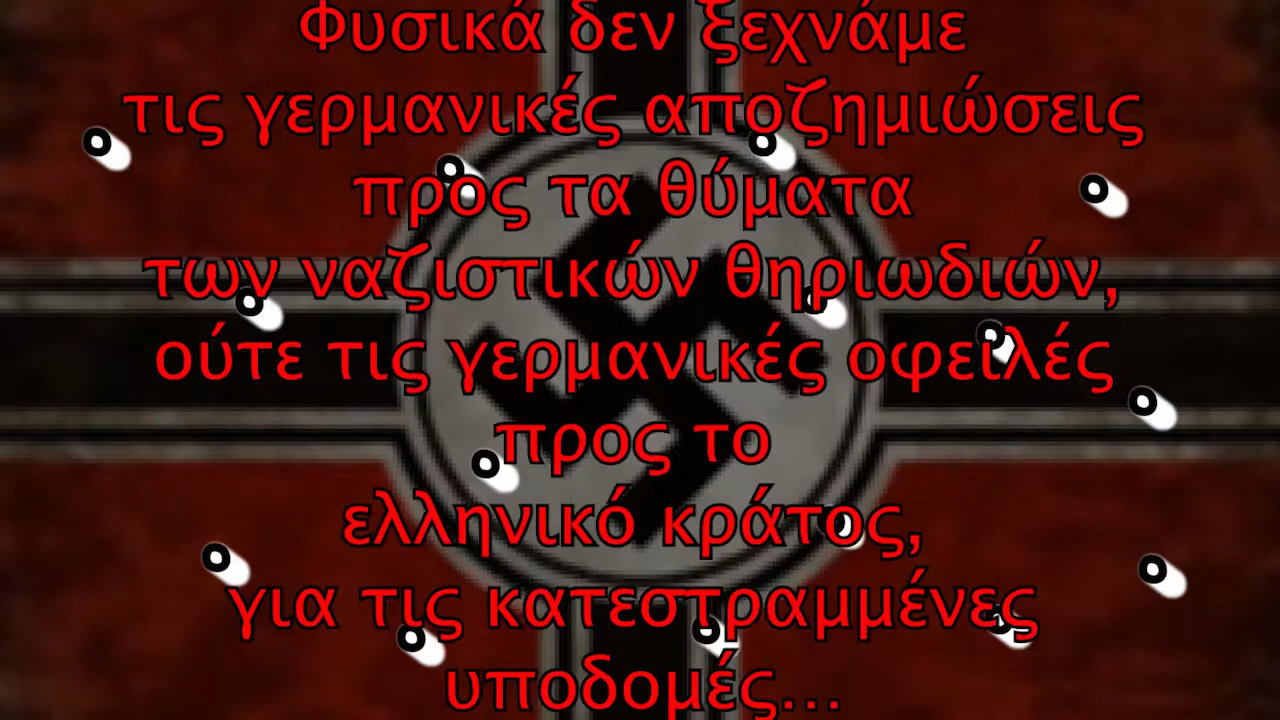 Φυσικά δεν ξεχνάμε
τις γερμανικές αποζημιώσεις
προς τα θύματα
των ναζιστικών θηριωδιών,
ούτε τις γερμανικές οφειλές
προς το
ελληνικό κράτος,
για τις κατεστραμμένες
υποδομές...